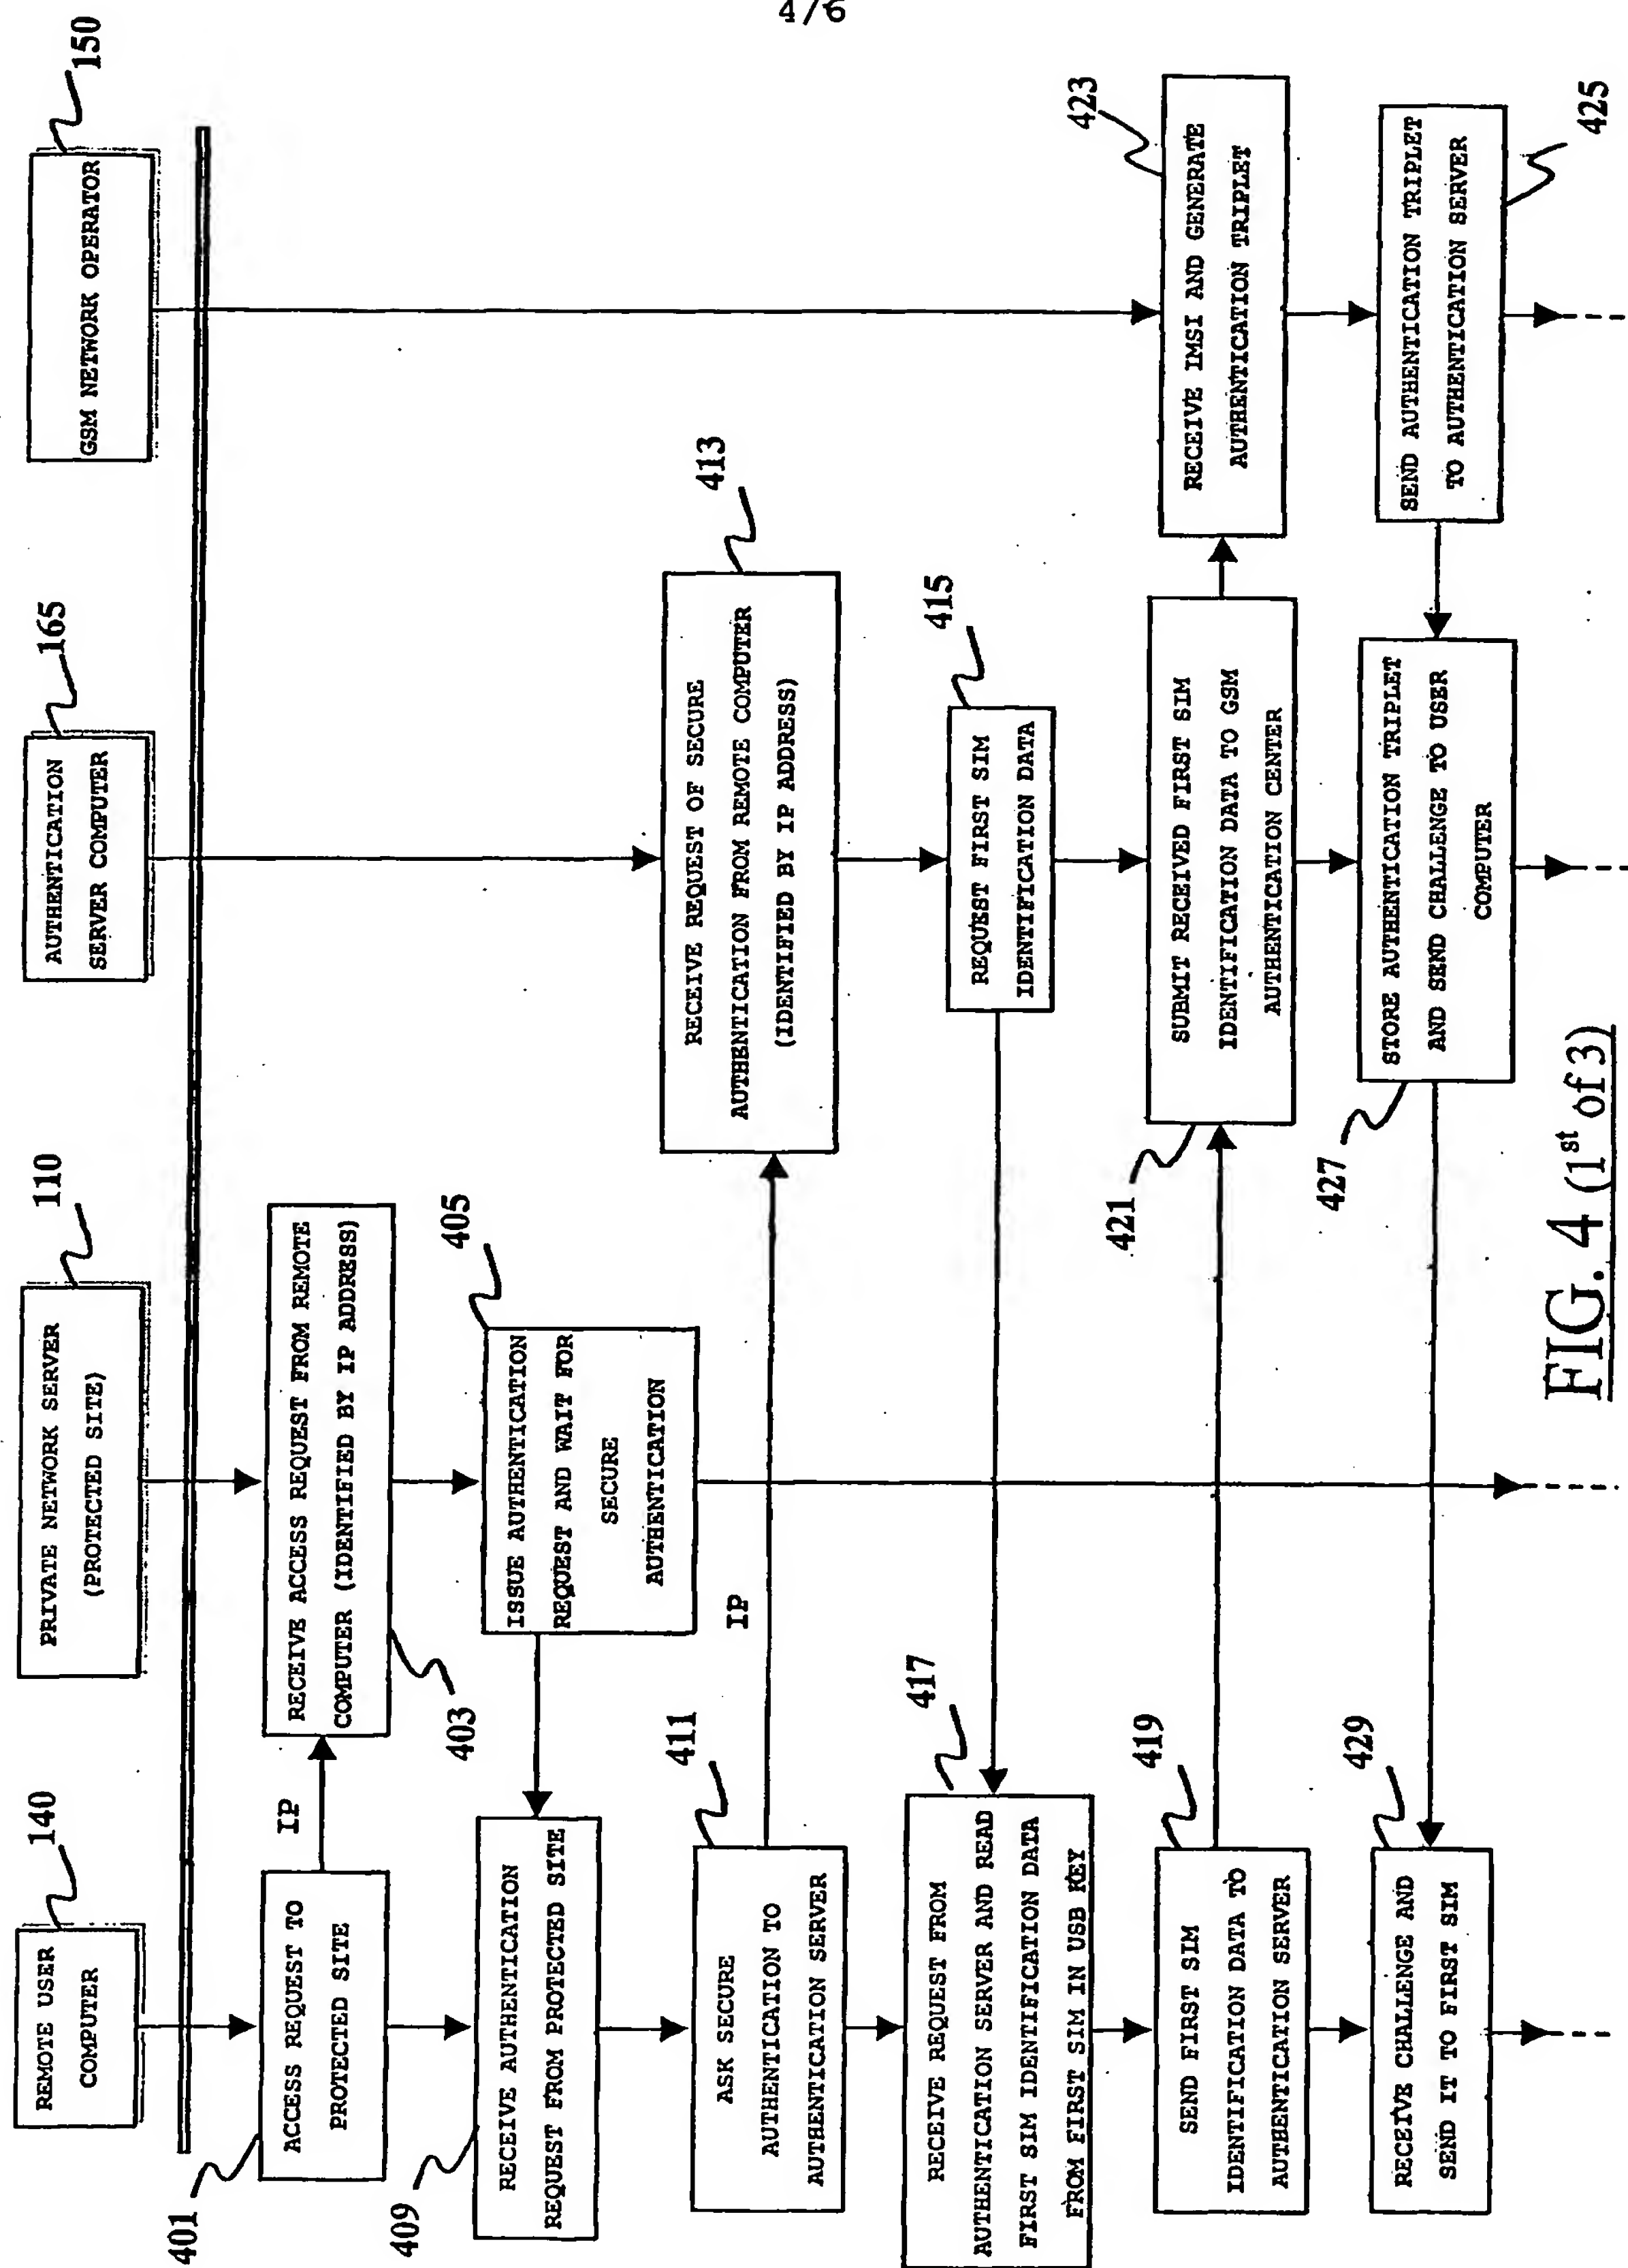 4/6
REMOTE USER
COMPUTER
140
PRIVATE NETWORK SERVER
(PROTECTED SITE)
110
AUTHENTICATION
SERVER COMPUTER
165
GSM NETWORK OPERATOR
150
401
ACCESS REQUEST TO
PROTECTED SITE
IP
RECEIVE ACCESS REQUEST FROM REMOTE
COMPUTER (IDENTIFIED BY IP ADDRESS)
403
405
ISSUE AUTHENTICATION
REQUEST AND WAIT FOR
SECURE
AUTHENTICATION
409
RECEIVE AUTHENTICATION
REQUEST FROM PROTECTED SITE
411
ASK SECURE
AUTHENTICATION TO
AUTHENTICATION SERVER
IP
413
RECEIVE REQUEST OF SECURE
AUTHENTICATION FROM REMOTE COMPUTER
(IDENTIFIED BY IP ADDRESS)
415
REQUEST FIRST SIM
IDENTIFICATION DATA
417
RECEIVE REQUEST FROM
AUTHENTICATION SERVER AND READ
FIRST SIM IDENTIFICATION DATA
FROM FIRST SIM IN USB KEY
419
SEND FIRST SIM
IDENTIFICATION DATA TO
AUTHENTICATION SERVER
421
SUBMIT RECEIVED FIRST SIM
IDENTIFICATION DATA TO GSM
AUTHENTICATION CENTER
423
RECEIVE IMSI AND GENERATE
AUTHENTICATION TRIPLET
SEND AUTHENTICATION TRIPLET
TO AUTHENTICATION SERVER
425
STORE AUTHENTICATION TRIPLET
AND SEND CHALLENGE TO USER
COMPUTER
427
429
RECEIVE CHALLENGE AND
SEND IT TO FIRST SIM
FIG. 4 (1st of 3)